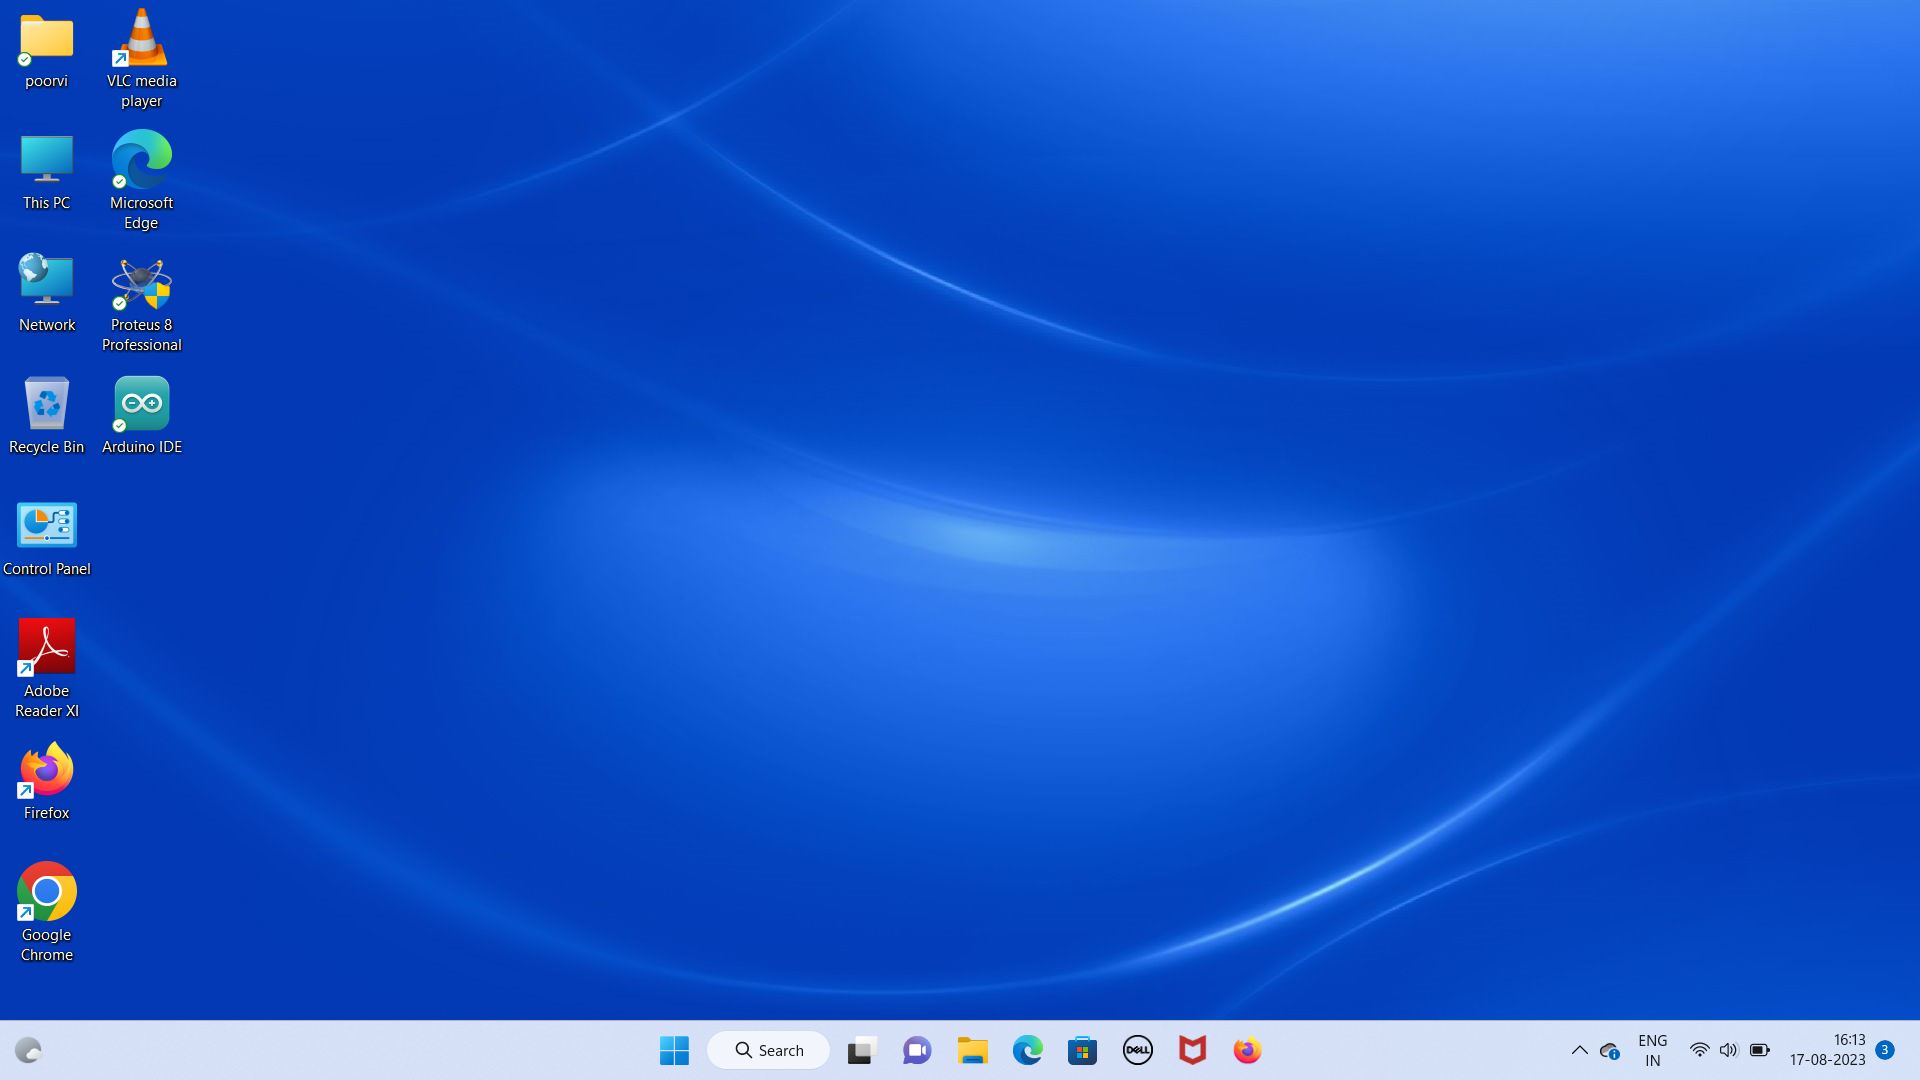 poorvi
VLC media
player
This PC
Microsoft
Edge
Network
Proteus 8
Professional
Recycle Bin
Arduino IDE
Control Panel
Adobe
Reader XI
Firefox
Google
Chrome
Search
DELL
ENG
IN
16:13
17-08-2023
3